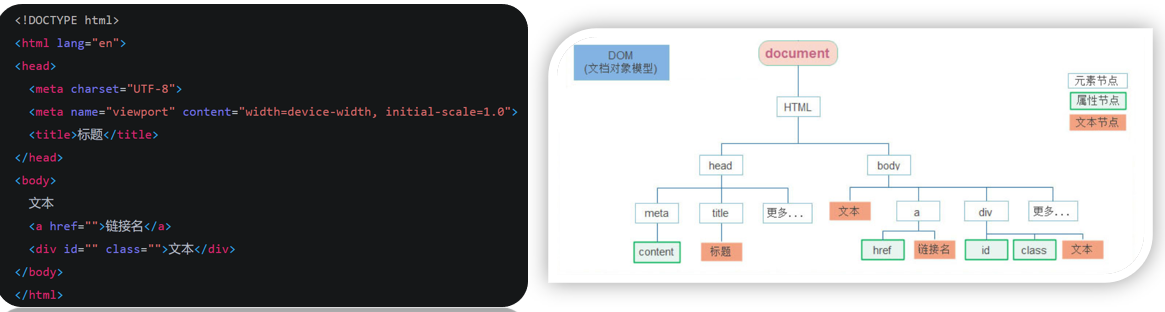 <!DOCTYPE html>
<html lang="en">
<head>
  <meta charset="UTF-8">
  <meta name="viewport" content="width=device-width, initial-scale=1.0">
  <title>标题</title>
</head>
<body>
  文本
  <a href="">链接名</a>
  <div id="" class="">文本</div>
</body>
</html>
DOM
(文档对象模型)
document
元素节点
属性节点
文本节点
HTML
head
body
meta
title
更多...
文本
a
div
更多...
content
标题
href
链接名
id
class
文本